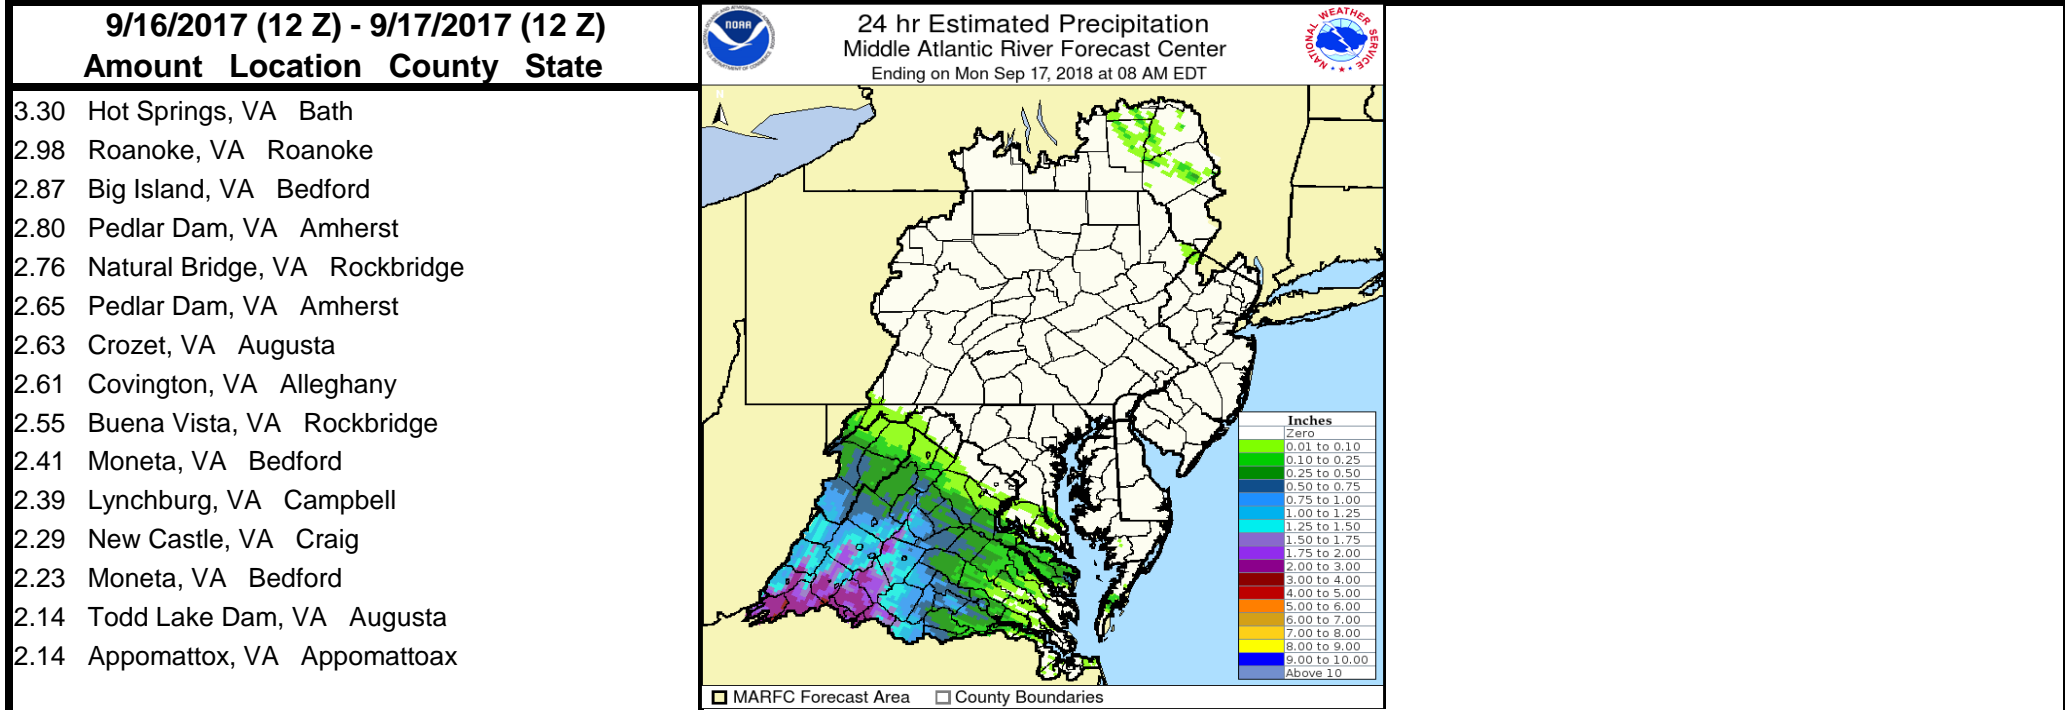 9/16/2017 (12 Z) - 9/17/2017 (12 Z)
Amount Location County State
3.30 Hot Springs, VA Bath
2.98 Roanoke, VA Roanoke
2.87 Big Island, VA Bedford
2.80 Pedlar Dam, VA Amherst
2.76 Natural Bridge, VA Rockbridge
2.65 Pedlar Dam, VA Amherst
2.63 Crozet, VA Augusta
2.61 Covington, VA Alleghany
2.55 Buena Vista, VA Rockbridge
2.41 Moneta, VA Bedford
2.39 Lynchburg, VA Campbell
2.29 New Castle, VA Craig
2.23 Moneta, VA Bedford
2.14 Todd Lake Dam, VA Augusta
2.14 Appomattox, VA Appomattoax
24 hr Estimated Precipitation
Middle Atlantic River Forecast Center
Ending on Mon Sep 17, 2018 at 08 AM EDT
NOAA
NATIONAL WEATHER SERVICE
N
Inches
Zero
0.01 to 0.10
0.10 to 0.25
0.25 to 0.50
0.50 to 0.75
0.75 to 1.00
1.00 to 1.25
1.25 to 1.50
1.50 to 1.75
1.75 to 2.00
2.00 to 3.00
3.00 to 4.00
4.00 to 5.00
5.00 to 6.00
6.00 to 7.00
7.00 to 8.00
8.00 to 9.00
9.00 to 10.00
Above 10
MARFC Forecast Area County Boundaries